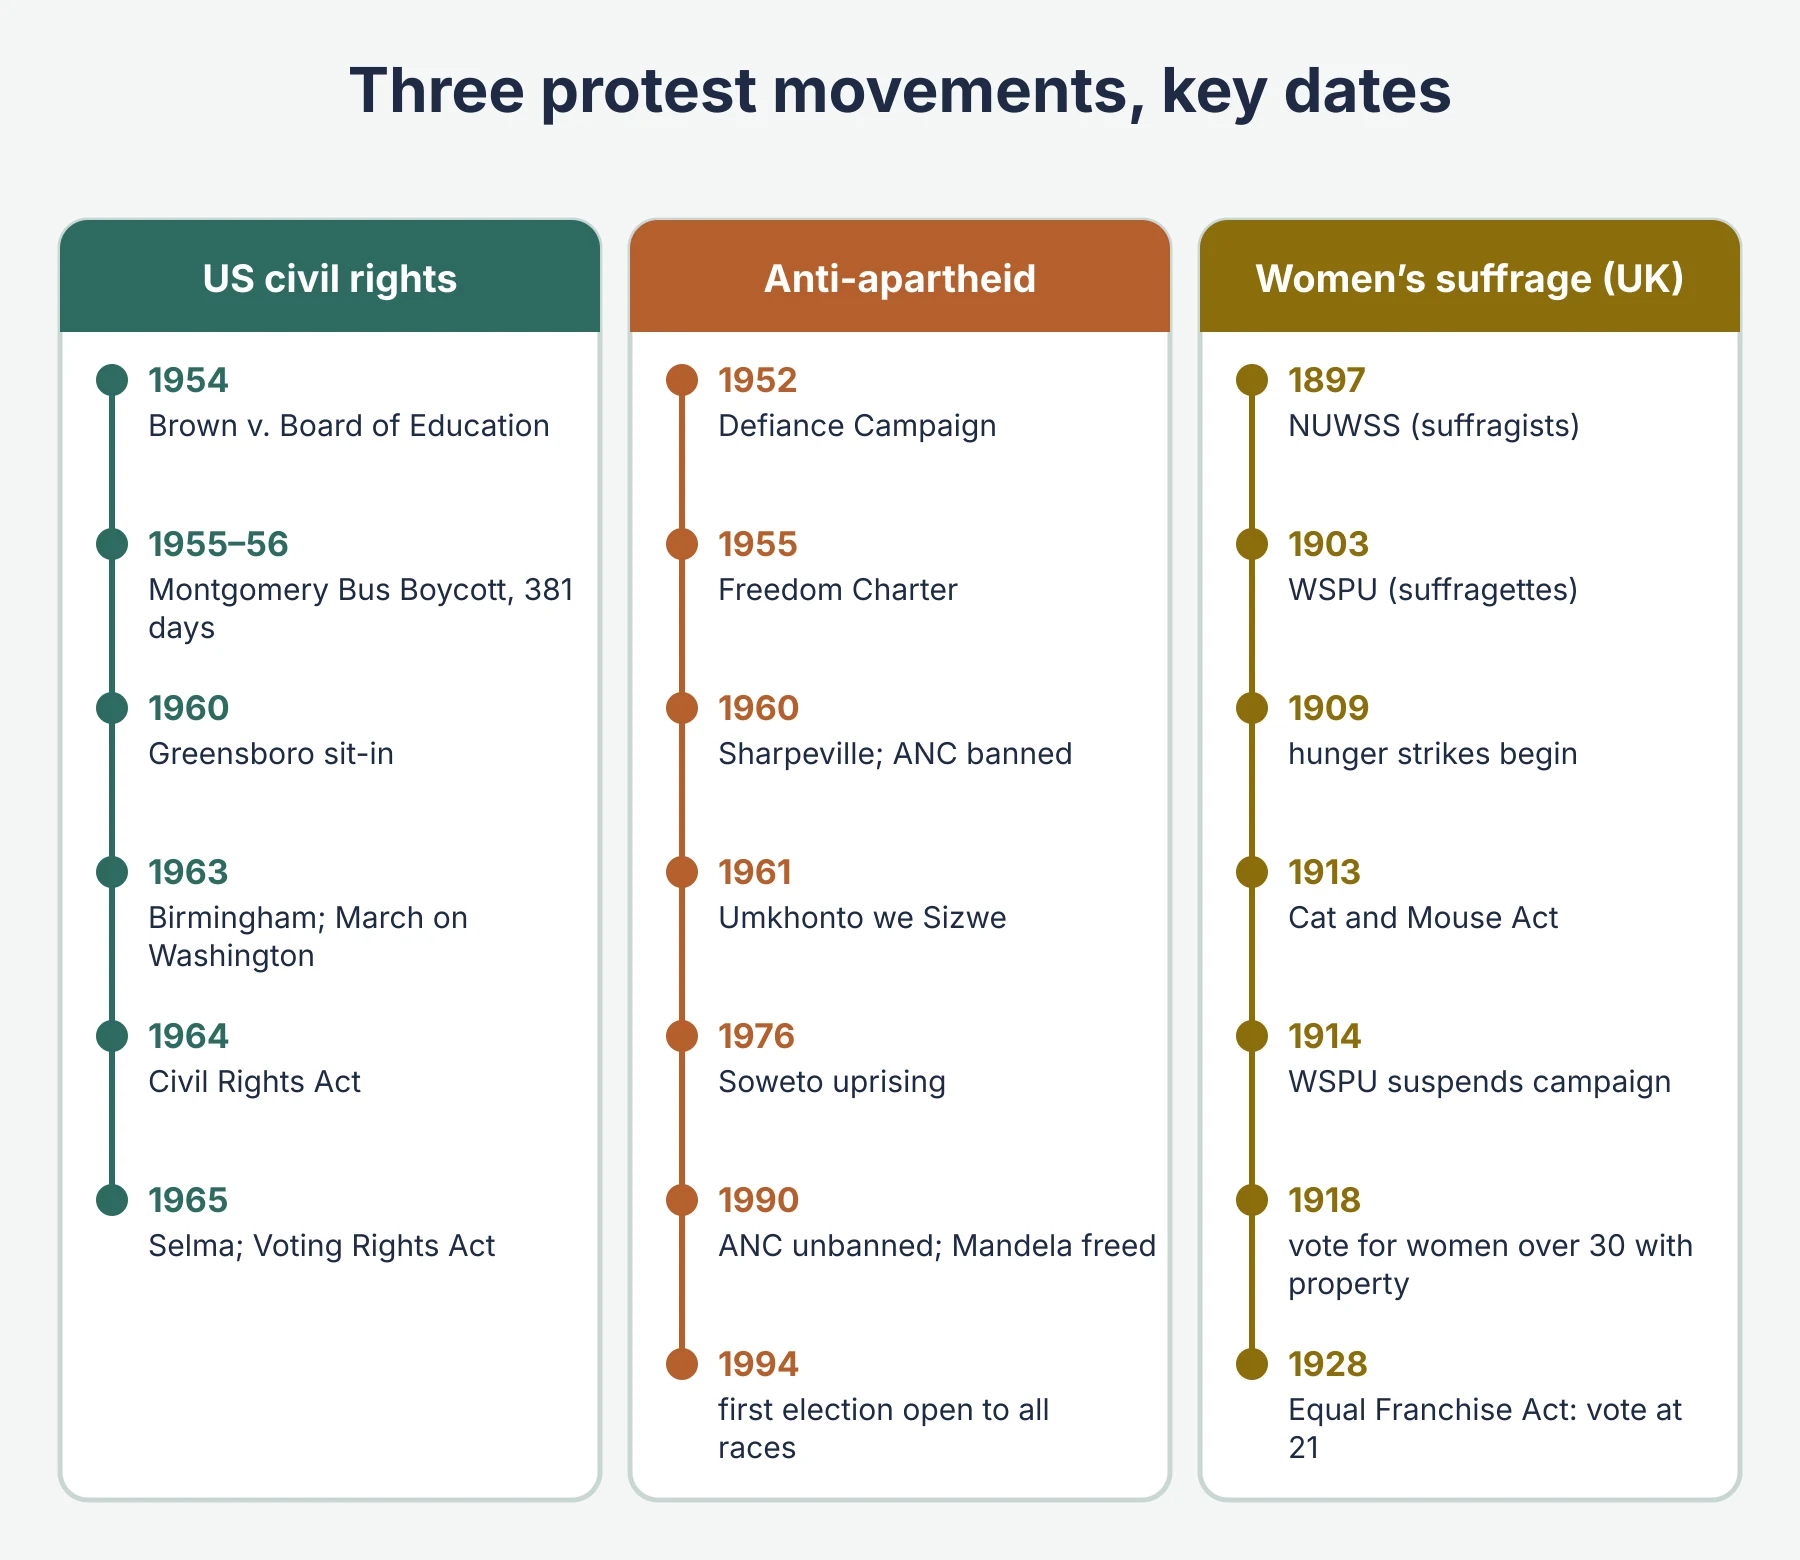 Three protest movements, key dates
US civil rights
1954
Brown v. Board of Education
1955–56
Montgomery Bus Boycott, 381
days
1960
Greensboro sit-in
1963
Birmingham; March on
Washington
1964
Civil Rights Act
1965
Selma; Voting Rights Act
Anti-apartheid
1952
Defiance Campaign
1955
Freedom Charter
1960
Sharpeville; ANC banned
1961
Umkhonto we Sizwe
1976
Soweto uprising
1990
ANC unbanned; Mandela freed
1994
first election open to all
races
Women’s suffrage (UK)
1897
NUWSS (suffragists)
1903
WSPU (suffragettes)
1909
hunger strikes begin
1913
Cat and Mouse Act
1914
WSPU suspends campaign
1918
vote for women over 30 with
property
1928
Equal Franchise Act: vote at
21